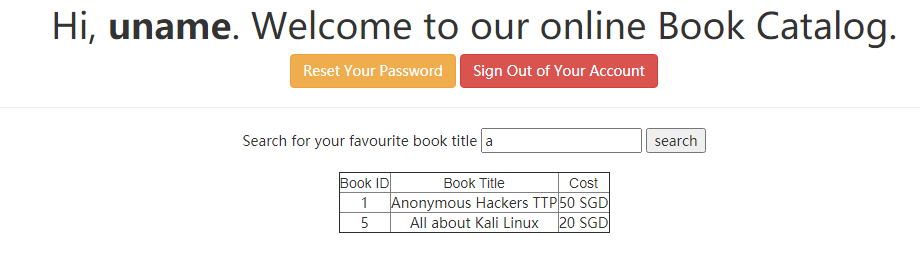 Hi, uname. Welcome to our online Book Catalog.
Reset Your Password Sign Out of Your Account
Search for your favourite book title a search
Book ID Book Title Cost
1 Anonymous Hackers TTP 50 SGD
5 All about Kali Linux 20 SGD